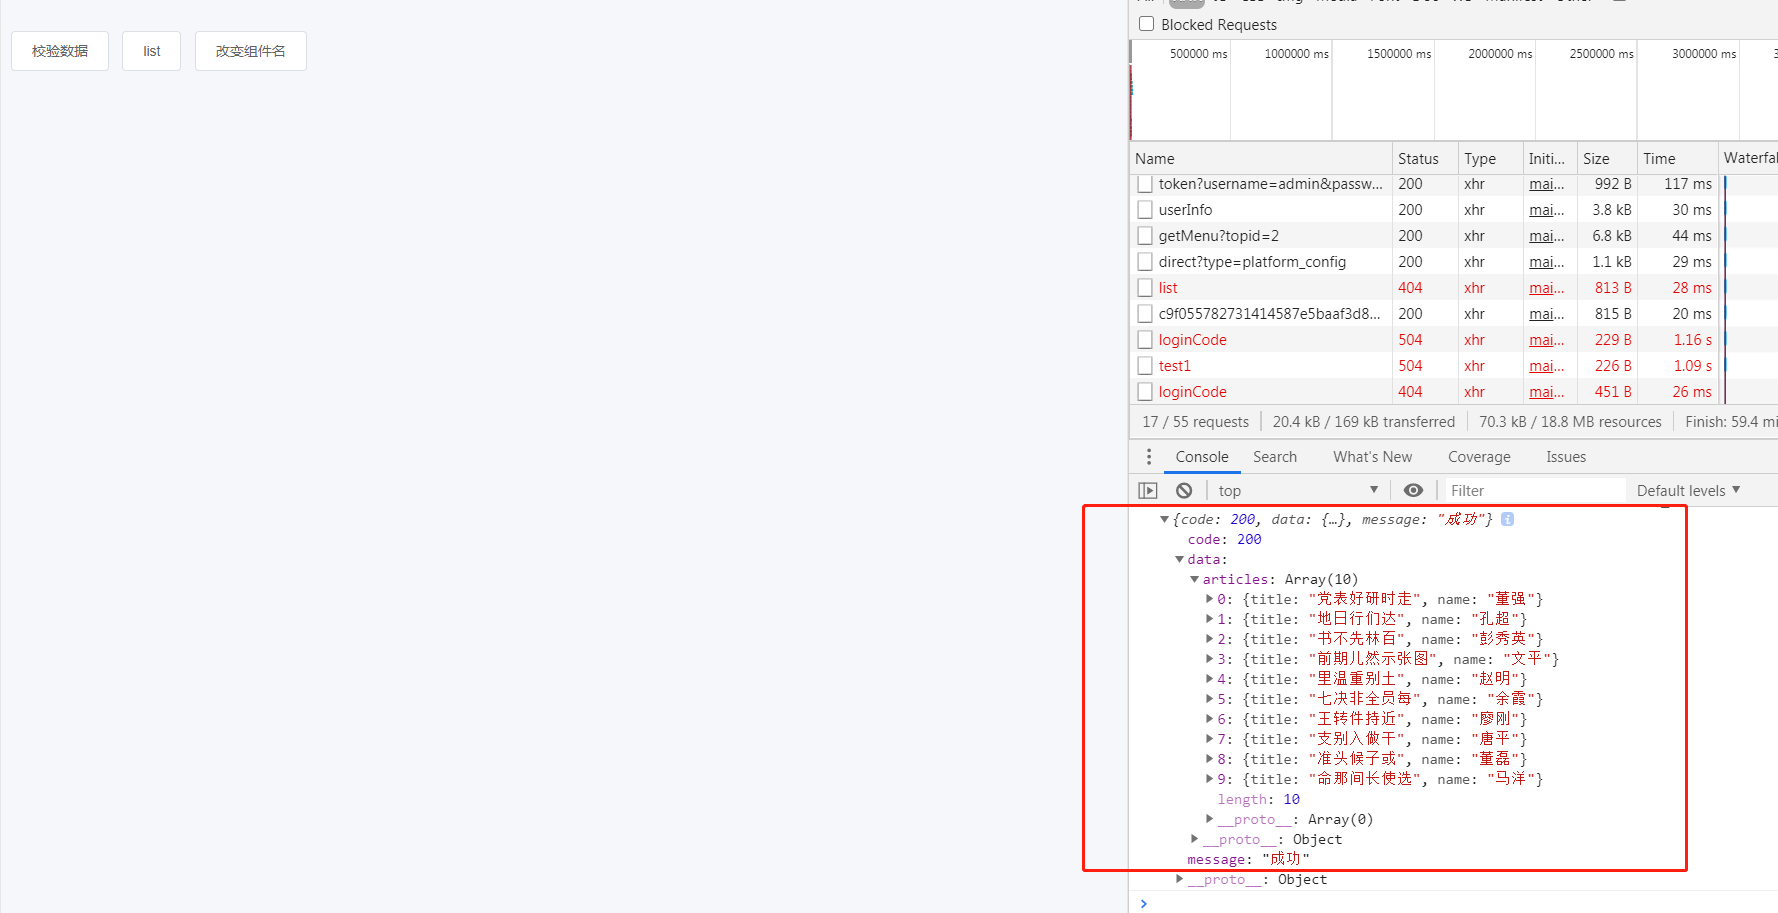 校验数据 list 改变组件名
Blocked Requests
500000 ms 1000000 ms 1500000 ms 2000000 ms 2500000 ms 3000000 ms
Name Status Type Initi... Size Time Waterfal
token?username=admin&passw... 200 xhr mai... 992 B 117 ms
userInfo 200 xhr mai... 3.8 kB 30 ms
getMenu?topid=2 200 xhr mai... 6.8 kB 44 ms
direct?type=platform_config 200 xhr mai... 1.1 kB 29 ms
list 404 xhr mai... 813 B 28 ms
c9f055782731414587e5baaf3d8... 200 xhr mai... 815 B 20 ms
loginCode 504 xhr mai... 229 B 1.16 s
test1 504 xhr mai... 226 B 1.09 s
loginCode 404 xhr mai... 451 B 26 ms
17 / 55 requests 20.4 kB / 169 kB transferred 70.3 kB / 18.8 MB resources Finish: 59.4 mi
Console Search What's New Coverage Issues
top Filter Default levels
{code: 200, data: {…}, message: "成功"}
code: 200
data:
articles: Array(10)
0: {title: "党表好研时走", name: "董强"}
1: {title: "地日行们达", name: "孔超"}
2: {title: "书不先林百", name: "彭秀英"}
3: {title: "前期儿然示张图", name: "文平"}
4: {title: "里温重别土", name: "赵明"}
5: {title: "七决非全员每", name: "余霞"}
6: {title: "王转件持近", name: "廖刚"}
7: {title: "支别入做干", name: "唐平"}
8: {title: "准头候子或", name: "董磊"}
9: {title: "命那间长使选", name: "马洋"}
length: 10
__proto__: Array(0)
__proto__: Object
message: "成功"
__proto__: Object